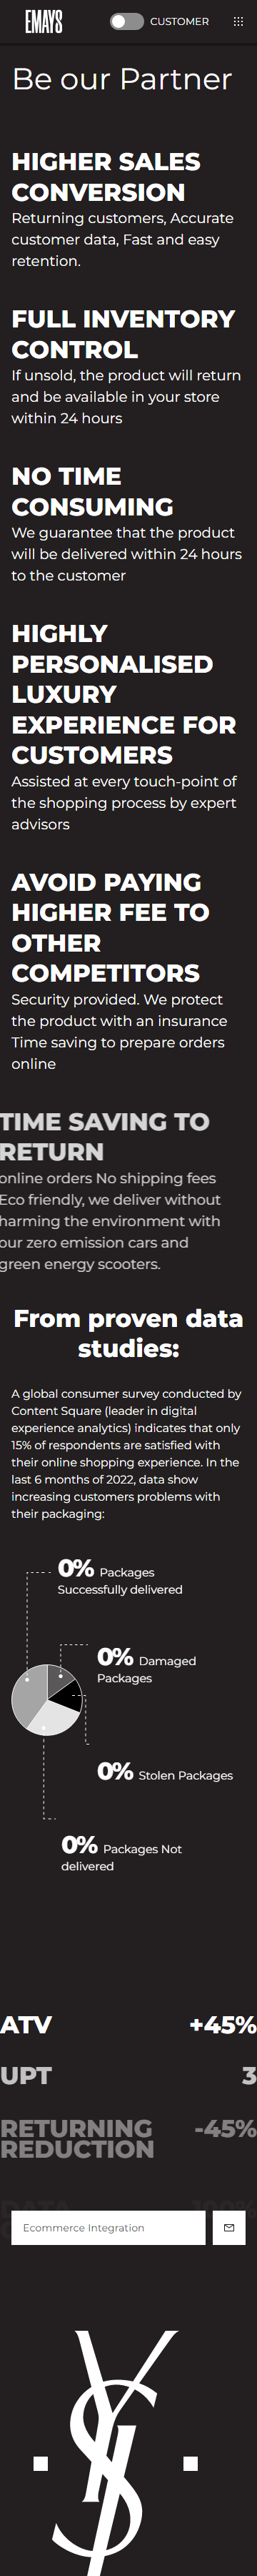 EMAYS
CUSTOMER
Be our Partner
HIGHER SALES
CONVERSION
Returning customers, Accurate
customer data, Fast and easy
retention.
FULL INVENTORY
CONTROL
If unsold, the product will return
and be available in your store
within 24 hours
NO TIME
CONSUMING
We guarantee that the product
will be delivered within 24 hours
to the customer
HIGHLY
PERSONALISED
LUXURY
EXPERIENCE FOR
CUSTOMERS
Assisted at every touch-point of
the shopping process by expert
advisors
AVOID PAYING
HIGHER FEE TO
OTHER
COMPETITORS
Security provided. We protect
the product with an insurance
Time saving to prepare orders
online
TIME SAVING TO
RETURN
online orders No shipping fees
Eco friendly, we deliver without
harming the environment with
our zero emission cars and
green energy scooters.
From proven data
studies:
A global consumer survey conducted by
Content Square (leader in digital
experience analytics) indicates that only
15% of respondents are satisfied with
their online shopping experience. In the
last 6 months of 2022, data show
increasing customers problems with
their packaging:
0% Packages
Successfully delivered
0% Damaged
Packages
0% Stolen Packages
0% Packages Not
delivered
ATV +45%
UPT 3
RETURNING -45%
REDUCTION
DATA 100%
Ecommerce Integration
YSL